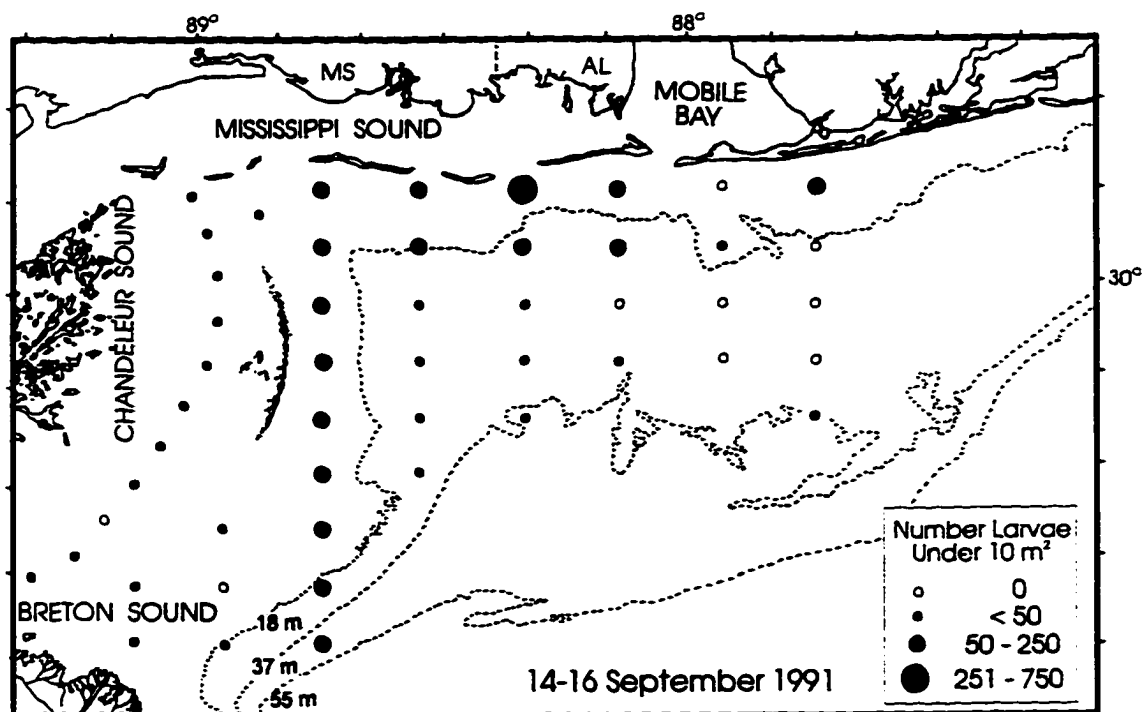 89°
88°
MS
AL
MOBILE
BAY
MISSISSIPPI SOUND
CHANDELEUR SOUND
30°
BRETON SOUND
18 m
37 m
55 m
14-16 September 1991
Number Larvae
Under 10 m²
0
< 50
50 - 250
251 - 750